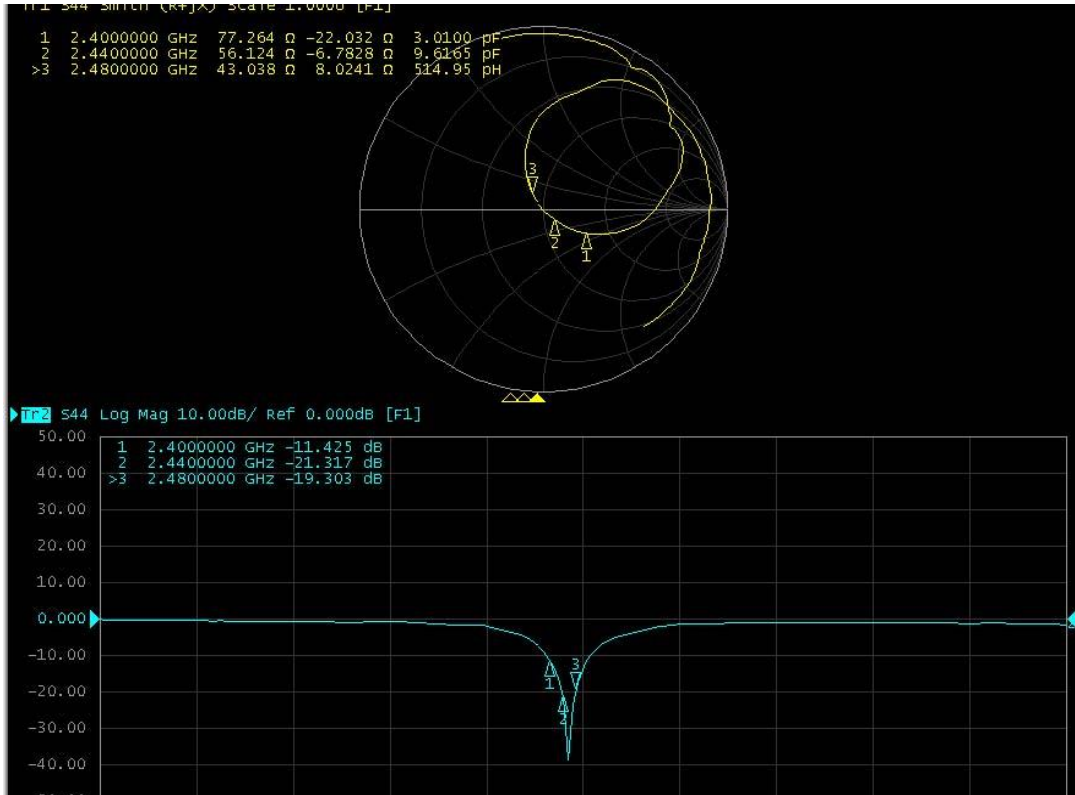 Tr1 S44 Smith (R+jX) Scale 1.000U [F1]
1 2.4000000 GHz 77.264 Ω -22.032 Ω 3.0100 pF
2 2.4400000 GHz 56.124 Ω -6.7828 Ω 9.6165 pF
>3 2.4800000 GHz 43.038 Ω 8.0241 Ω 514.95 pH
3
2
1
Tr2 S44 Log Mag 10.00dB/ Ref 0.000dB [F1]
50.00
1 2.4000000 GHz -11.425 dB
2 2.4400000 GHz -21.317 dB
>3 2.4800000 GHz -19.303 dB
40.00
30.00
20.00
10.00
0.000
-10.00
3
1
-20.00
2
-30.00
-40.00